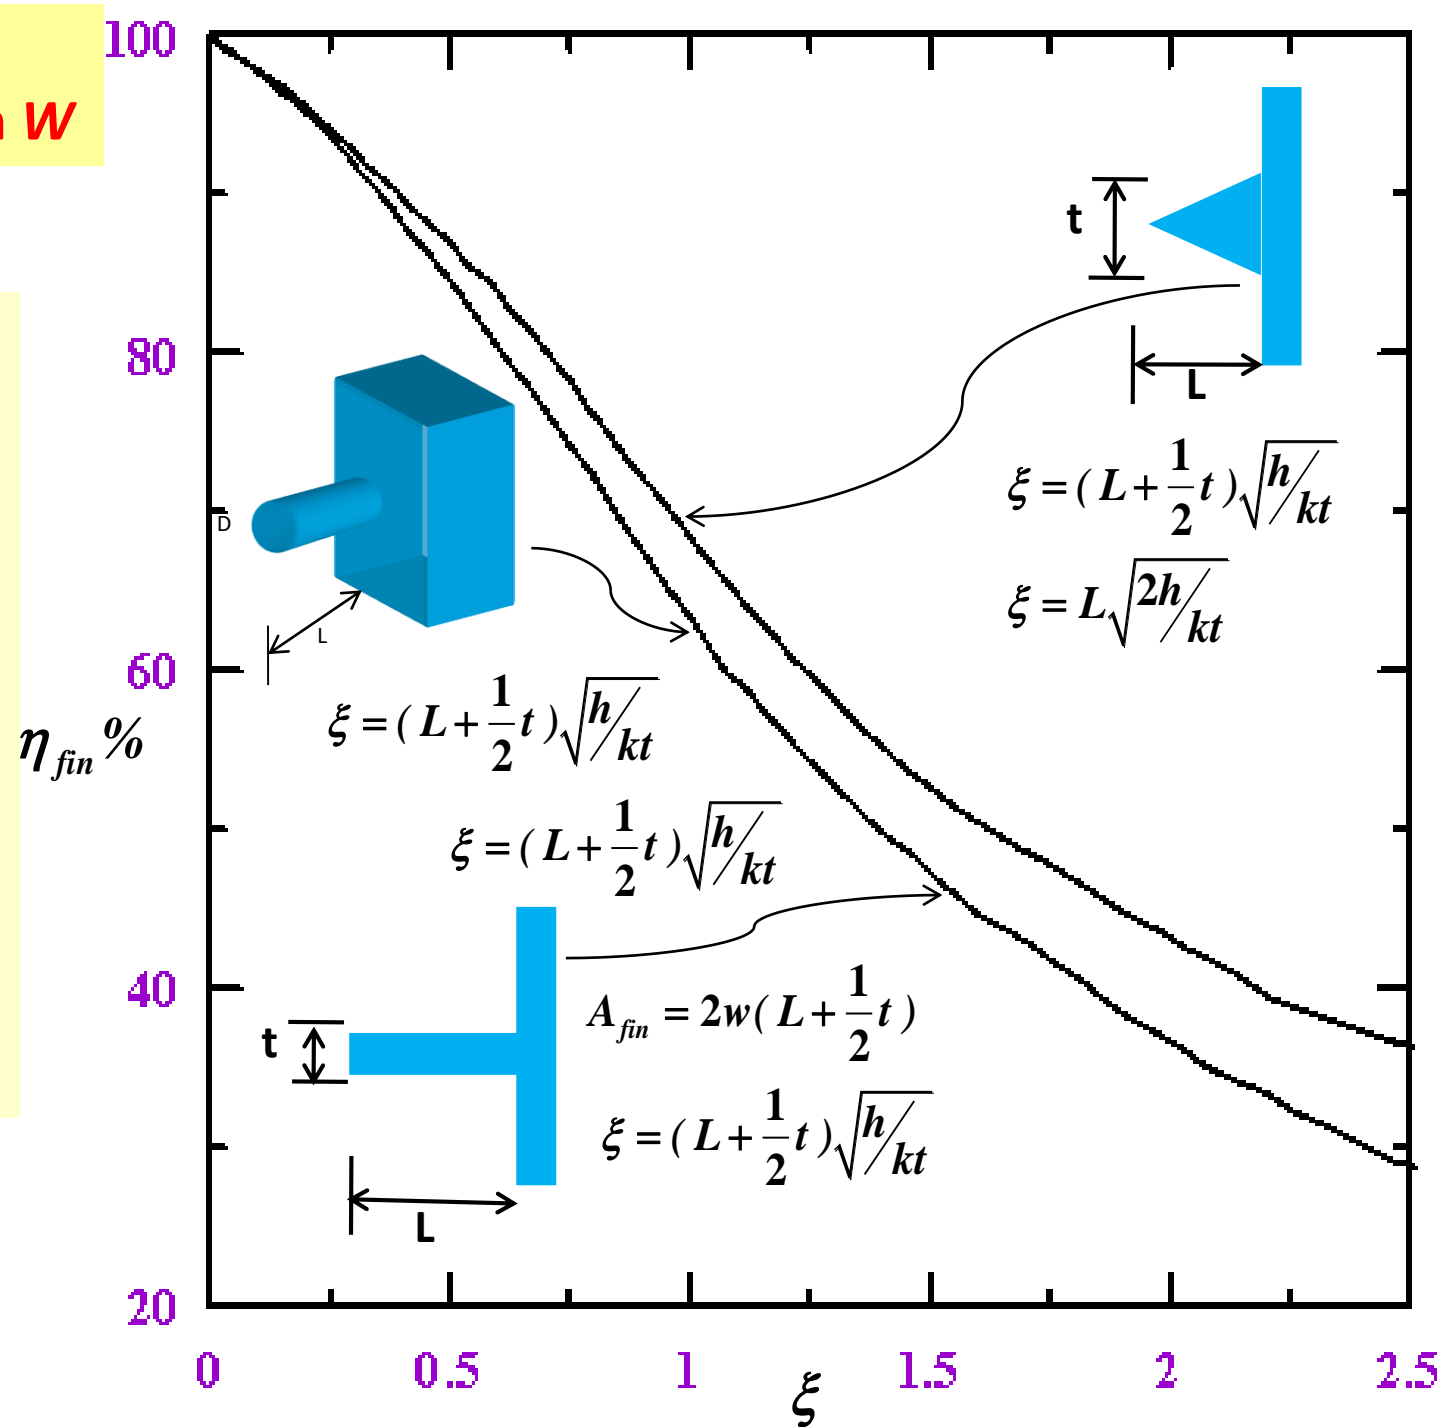 100
W
t
L
80
ξ = (L + 1/2 t) √(h/kt)
D
ξ = L √(2h/kt)
L
60
ξ = (L + 1/2 t) √(h/kt)
η_fin %
ξ = (L + 1/2 t) √(h/kt)
40
A_fin = 2w(L + 1/2 t)
t
ξ = (L + 1/2 t) √(h/kt)
L
20
0 0.5 1 1.5 2 2.5
ξ